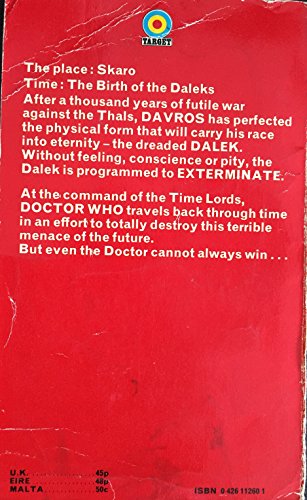 TARGET
The place : Skaro
Time : The Birth of the Daleks
After a thousand years of futile war
against the Thals, DAVROS has perfected
the physical form that will carry his race
into eternity – the dreaded DALEK.
Without feeling, conscience or pity, the
Dalek is programmed to EXTERMINATE.
At the command of the Time Lords,
DOCTOR WHO travels back through time
in an effort to totally destroy this terrible
menace of the future.
But even the Doctor cannot always win . . .
U.K. .................. 45p
EIRE .................. 48p
MALTA .................. 50c
ISBN 0 426 11260 1